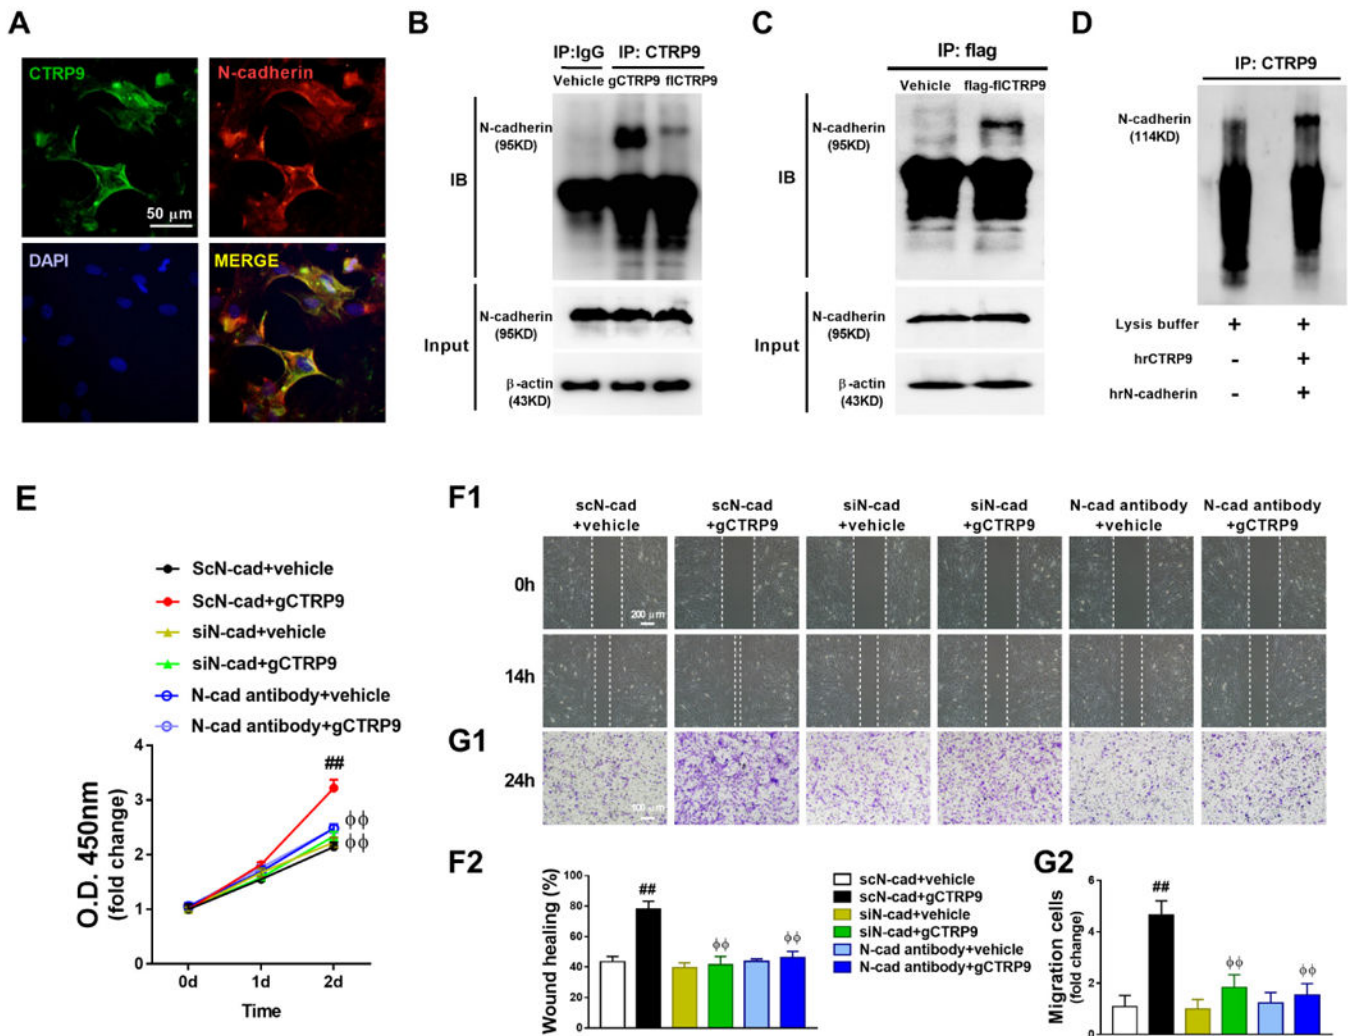 A
CTRP9
N-cadherin
50 μm
DAPI
MERGE
B
IP:IgG IP: CTRP9
Vehicle gCTRP9 flCTRP9
N-cadherin
(95KD)
IB
N-cadherin
(95KD)
Input
β-actin
(43KD)
C
IP: flag
Vehicle flag-flCTRP9
N-cadherin
(95KD)
IB
N-cadherin
(95KD)
Input
β-actin
(43KD)
D
IP: CTRP9
N-cadherin
(114KD)
Lysis buffer + +
hrCTRP9 - +
hrN-cadherin - +
E
ScN-cad+vehicle
ScN-cad+gCTRP9
siN-cad+vehicle
siN-cad+gCTRP9
N-cad antibody+vehicle
N-cad antibody+gCTRP9
O.D. 450nm
(fold change)
4
3
2
1
0
##
ϕϕ
ϕϕ
0d 1d 2d
Time
F1
scN-cad
+vehicle
scN-cad
+gCTRP9
siN-cad
+vehicle
siN-cad
+gCTRP9
N-cad antibody
+vehicle
N-cad antibody
+gCTRP9
0h
200 μm
14h
G1
24h
100 μm
F2
Wound healing (%)
100
80
60
40
20
0
##
ϕϕ
ϕϕ
scN-cad+vehicle
scN-cad+gCTRP9
siN-cad+vehicle
siN-cad+gCTRP9
N-cad antibody+vehicle
N-cad antibody+gCTRP9
G2
Migration cells
(fold change)
6
4
2
0
##
ϕϕ
ϕϕ